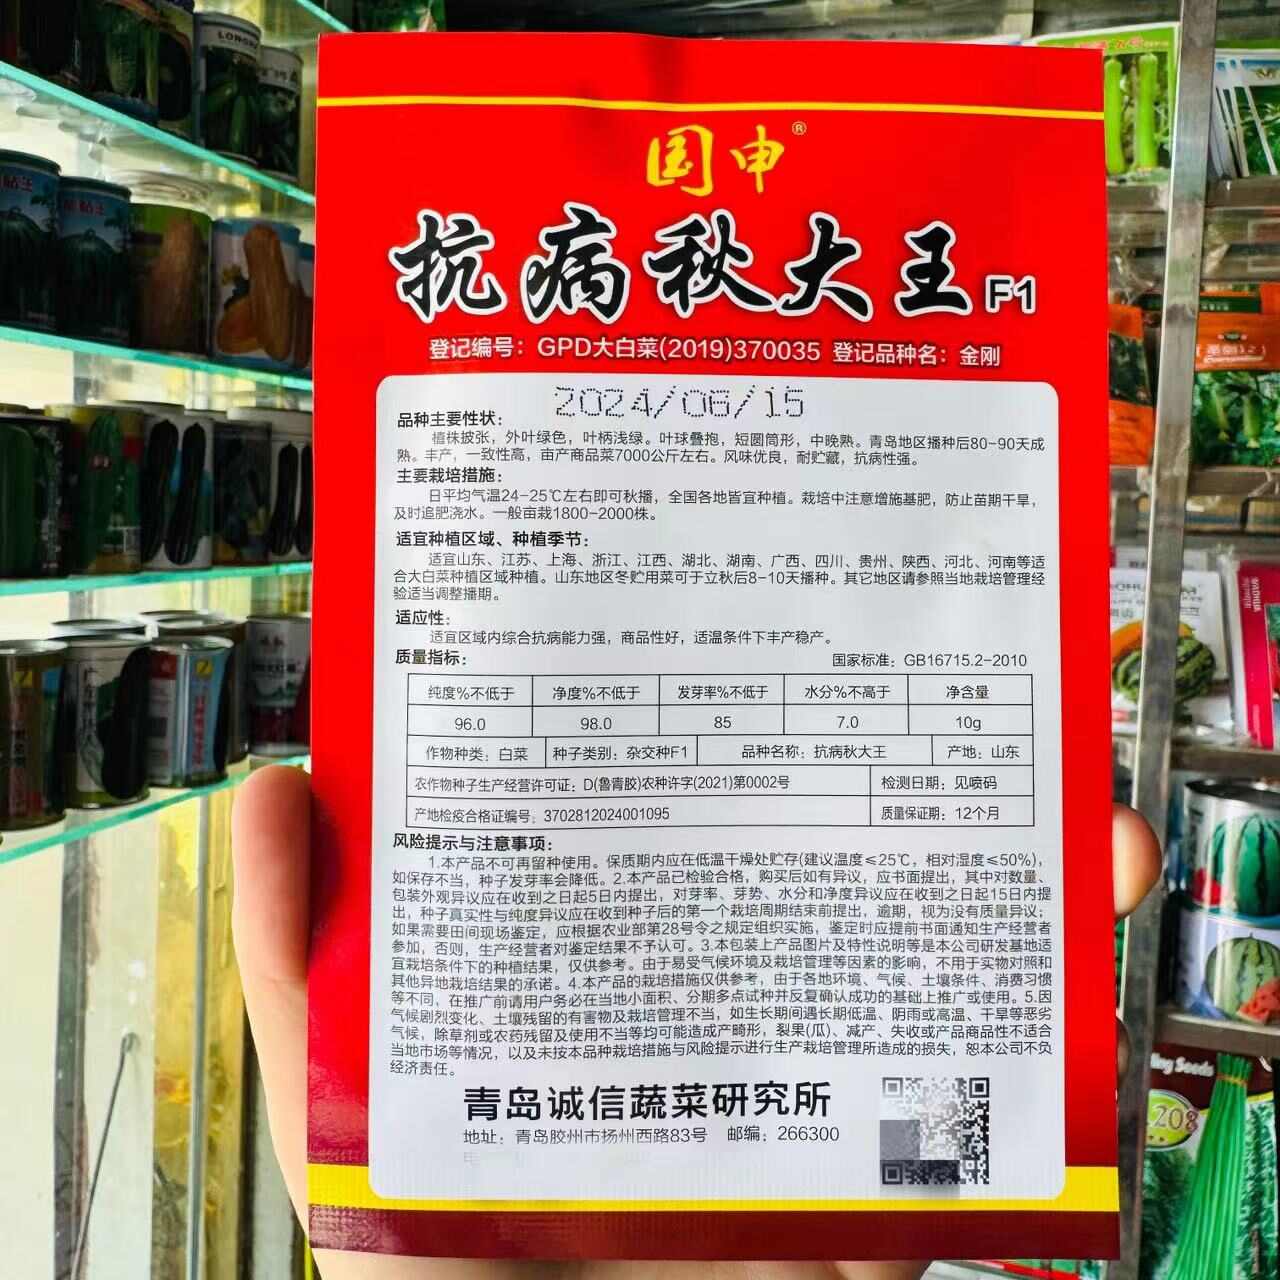 国申®
抗病秋大王F1
登记编号：GPD大白菜(2019)370035 登记品种名：金刚
2024/06/15
品种主要性状：
植株披张，外叶绿色，叶柄浅绿。叶球叠抱，短圆筒形，中晚熟。青岛地区播种后80-90天成
熟。丰产，一致性高，亩产商品菜7000公斤左右。风味优良，耐贮藏，抗病性强。
主要栽培措施：
日平均气温24-25℃左右即可秋播，全国各地皆宜种植。栽培中注意增施基肥，防止苗期干旱，
及时追肥浇水。一般亩栽1800-2000株。
适宜种植区域、种植季节：
适宜山东、江苏、上海、浙江、江西、湖北、湖南、广西、四川、贵州、陕西、河北、河南等适
合大白菜种植区域种植。山东地区冬贮用菜可于立秋后8-10天播种。其它地区请参照当地栽培管理经
验适当调整播期。
适应性：
适宜区域内综合抗病能力强，商品性好，适温条件下丰产稳产。
质量指标： 国家标准：GB16715.2-2010
纯度%不低于 净度%不低于 发芽率%不低于 水分%不高于 净含量
96.0 98.0 85 7.0 10g
作物种类：白菜 种子类别：杂交种F1 品种名称：抗病秋大王 产地：山东
农作物种子生产经营许可证：D(鲁青胶)农种许字(2021)第0002号 检测日期：见喷码
产地检疫合格证编号：3702812024001095 质量保证期：12个月
风险提示与注意事项：
1.本产品不可再留种使用。保质期内应在低温干燥处贮存(建议温度≤25℃，相对湿度≤50%)，
如保存不当，种子发芽率会降低。2.本产品已检验合格，购买后如有异议，应书面提出，其中对数量、
包装外观异议应在收到之日起5日内提出，对芽率、芽势、水分和净度异议应在收到之日起15日内提
出，种子真实性与纯度异议应在收到种子后的第一个栽培周期结束前提出，逾期，视为没有质量异议；
如果需要田间现场鉴定，应根据农业部第28号令之规定组织实施，鉴定时应提前书面通知生产经营者
参加，否则，生产经营者对鉴定结果不予认可。3.本包装上产品图片及特性说明等是本公司研发基地适
宜栽培条件下的种植结果，仅供参考。由于易受气候环境及栽培管理等因素的影响，不用于实物对照和
其他异地栽培结果的承诺。4.本产品的栽培措施仅供参考，由于各地环境、气候、土壤条件、消费习惯
等不同，在推广前请用户务必在当地小面积、分期多点试种并反复确认成功的基础上推广或使用。5.因
气候剧烈变化、土壤残留的有害物及栽培管理不当，如生长期间遇长期低温、阴雨或高温、干旱等恶劣
气候，除草剂或农药残留及使用不当等均可能造成产畸形，裂果(瓜)、减产、失收或产品商品性不适合
当地市场等情况，以及未按本品种栽培措施与风险提示进行生产栽培管理所造成的损失，恕本公司不负
经济责任。
青岛诚信蔬菜研究所
地址：青岛胶州市扬州西路83号 邮编：266300